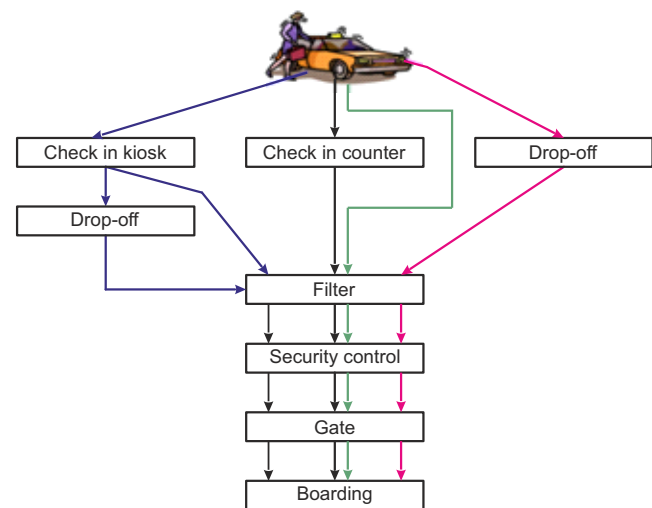 Check in kiosk
Check in counter
Drop-off
Drop-off
Filter
Security control
Gate
Boarding